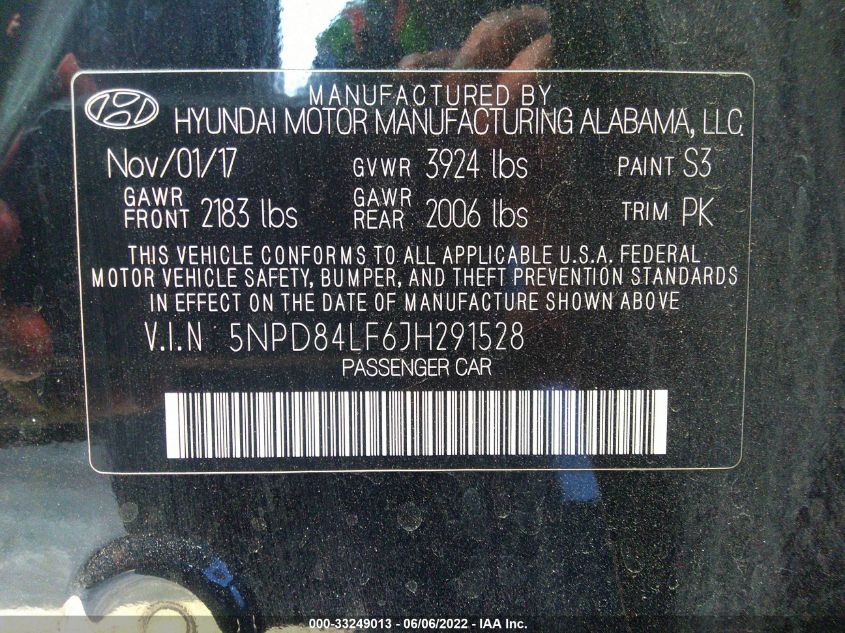 MANUFACTURED BY
HYUNDAI MOTOR MANUFACTURING ALABAMA, LLC.
Nov/01/17 GVWR 3924 lbs PAINT S3
GAWR FRONT 2183 lbs GAWR REAR 2006 lbs TRIM PK
THIS VEHICLE CONFORMS TO ALL APPLICABLE U.S.A. FEDERAL
MOTOR VEHICLE SAFETY, BUMPER, AND THEFT PREVENTION STANDARDS
IN EFFECT ON THE DATE OF MANUFACTURE SHOWN ABOVE
V.I.N 5NPD84LF6JH291528
PASSENGER CAR
000-33249013 - 06/06/2022 - IAA Inc.